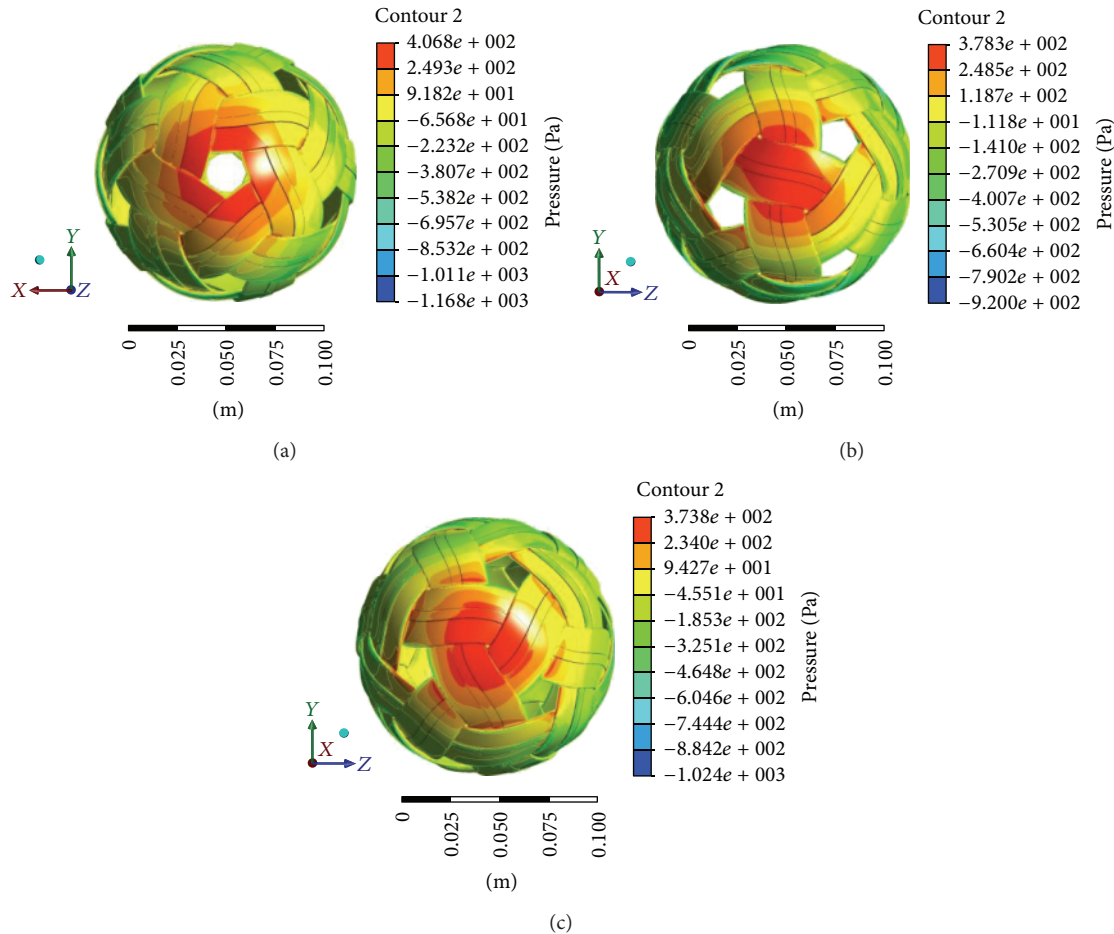 Contour 2
4.068e + 002
2.493e + 002
9.182e + 001
−6.568e + 001
−2.232e + 002
−3.807e + 002
−5.382e + 002
−6.957e + 002
−8.532e + 002
−1.011e + 003
−1.168e + 003
Pressure (Pa)
Y
X
Z
0
0.025
0.050
0.075
0.100
(m)
(a)
Contour 2
3.783e + 002
2.485e + 002
1.187e + 002
−1.118e + 001
−1.410e + 002
−2.709e + 002
−4.007e + 002
−5.305e + 002
−6.604e + 002
−7.902e + 002
−9.200e + 002
Pressure (Pa)
Y
X
Z
0
0.025
0.050
0.075
0.100
(m)
(b)
Contour 2
3.738e + 002
2.340e + 002
9.427e + 001
−4.551e + 001
−1.853e + 002
−3.251e + 002
−4.648e + 002
−6.046e + 002
−7.444e + 002
−8.842e + 002
−1.024e + 003
Pressure (Pa)
Y
X
Z
0
0.025
0.050
0.075
0.100
(m)
(c)